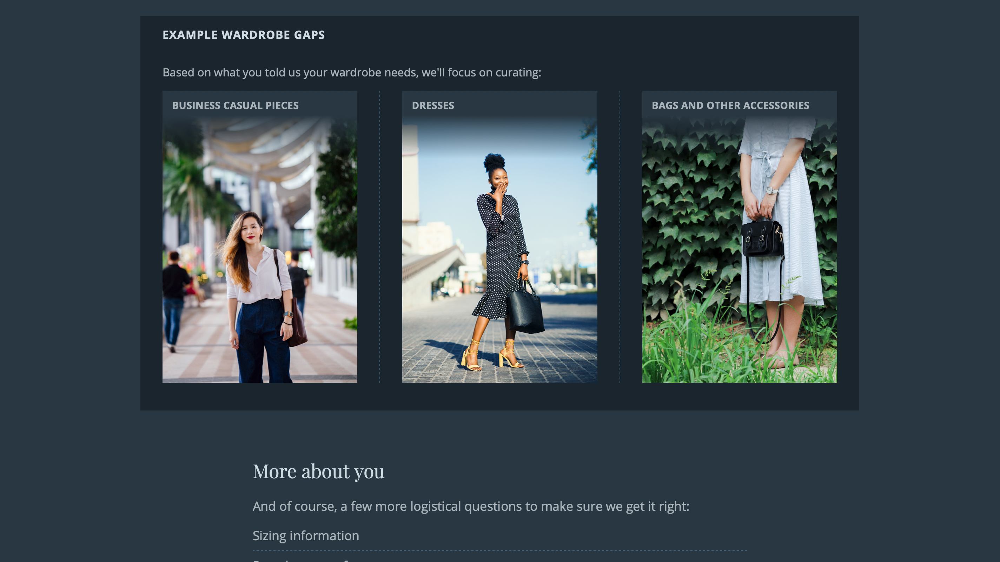 EXAMPLE WARDROBE GAPS
Based on what you told us your wardrobe needs, we'll focus on curating:
BUSINESS CASUAL PIECES
DRESSES
BAGS AND OTHER ACCESSORIES
More about you
And of course, a few more logistical questions to make sure we get it right:
Sizing information